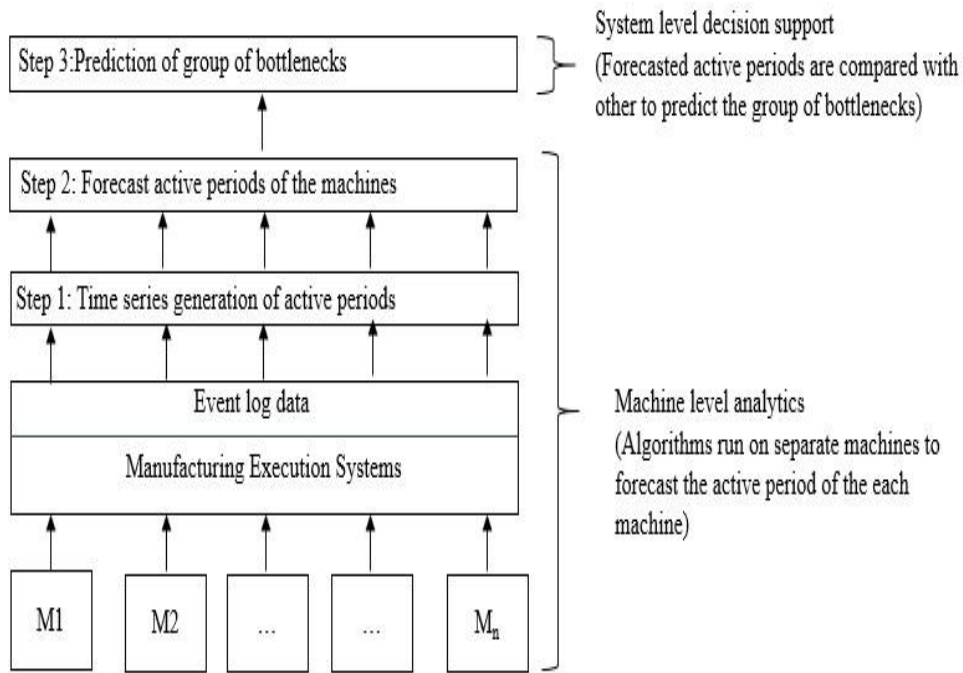 System level decision support
(Forecasted active periods are compared with
other to predict the group of bottlenecks)
Step 3:Prediction of group of bottlenecks
Step 2: Forecast active periods of the machines
Step 1: Time series generation of active periods
Event log data
Manufacturing Execution Systems
Machine level analytics
(Algorithms run on separate machines to
forecast the active period of the each
machine)
M1
M2
...
...
Mn